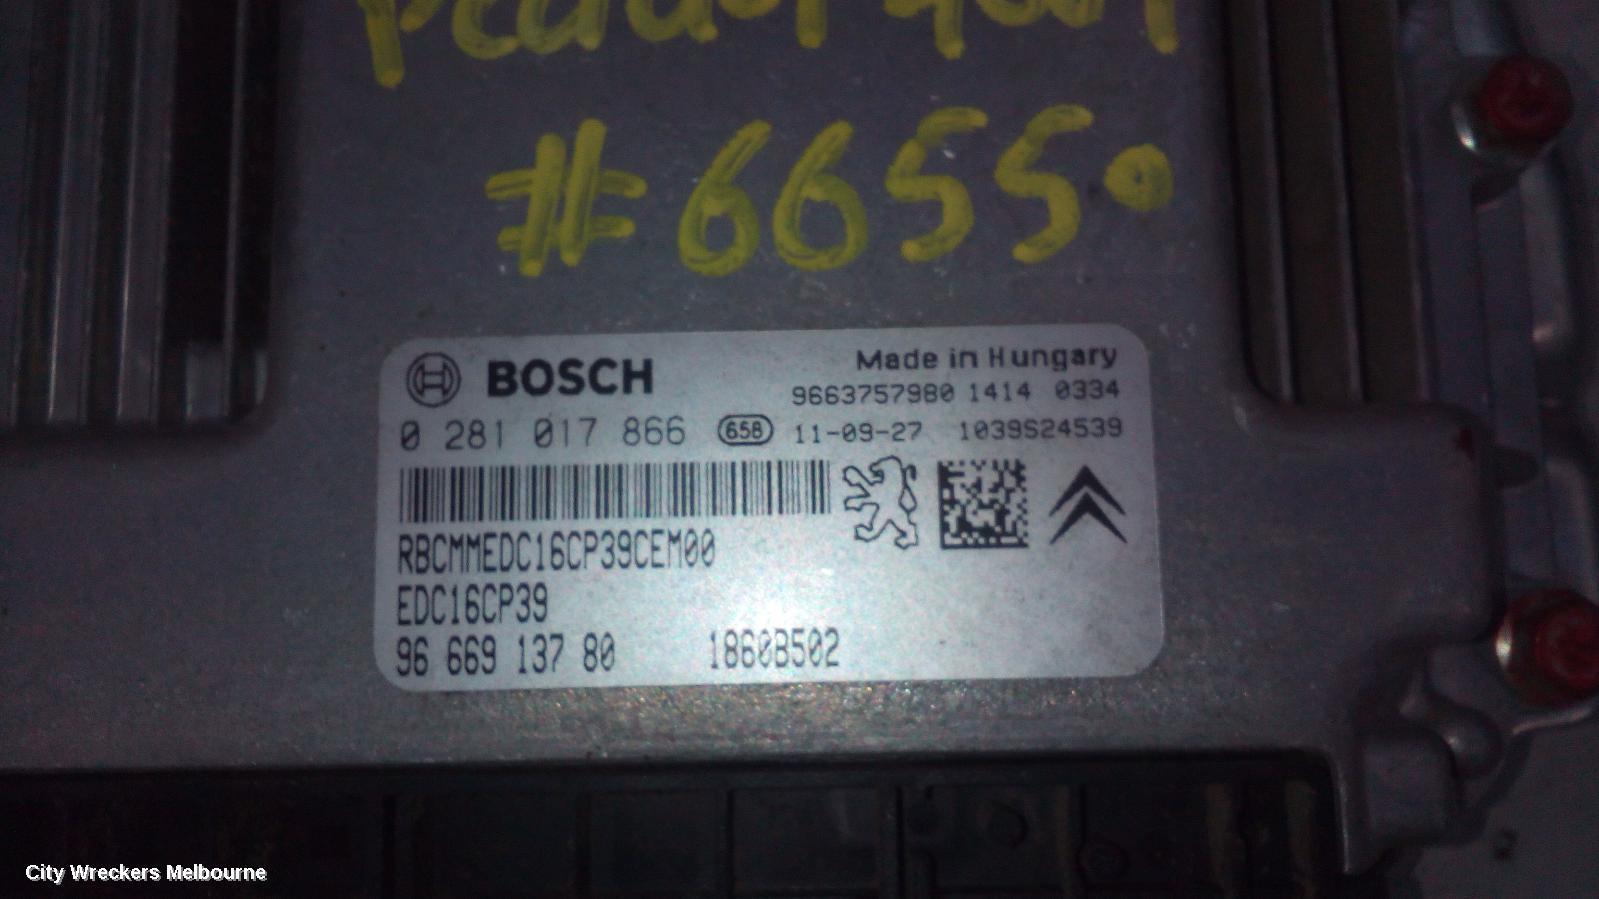 #6655.
BOSCH
Made in Hungary
9663757980 1414 0334
0 281 017 866 658 11-09-27 1039S24539
RBCMMEDC16CP39CEM00
EDC16CP39
96 669 137 80 1860B502
City Wreckers Melbourne